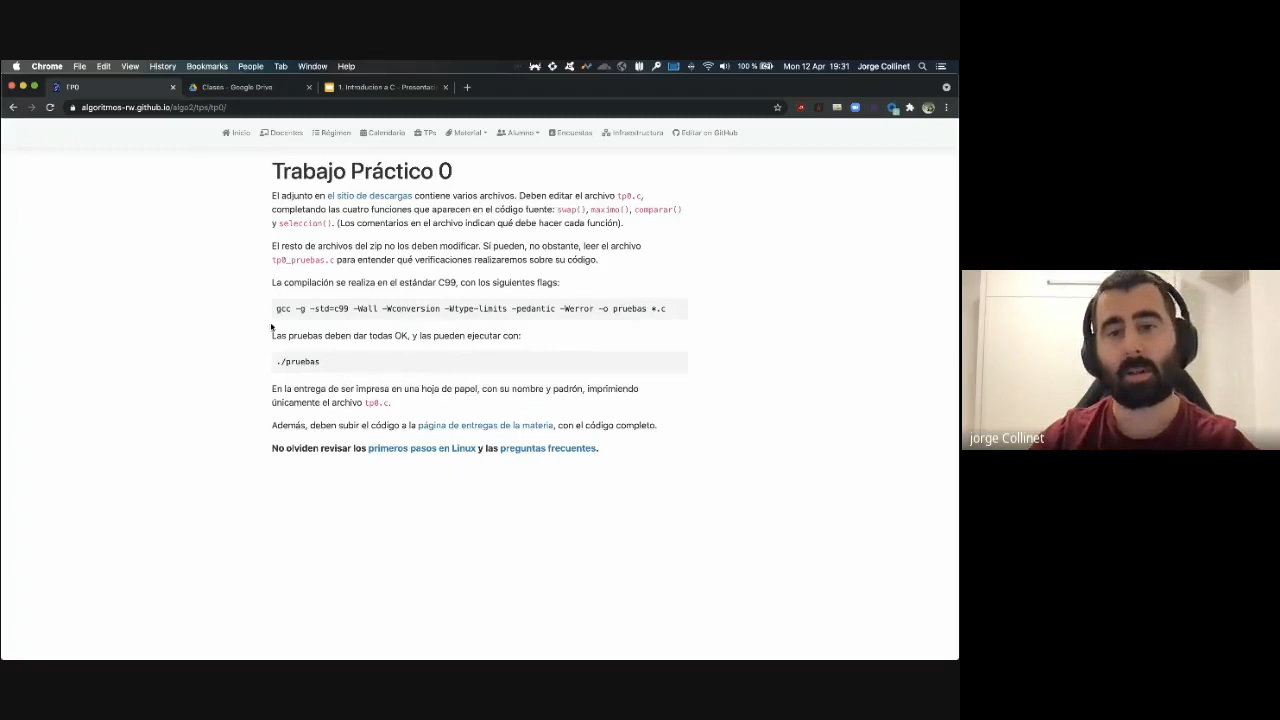 Chrome File Edit View History Bookmarks People Tab Window Help 100 % Mon 12 Apr 19:31 Jorge Collinet
TP0 Clases - Google Drive 1. Introducion a C - Presentac
algoritmos-rw.github.io/algo2/tps/tp0/
Inicio Docentes Régimen Calendario TPs Material Alumno Encuestas Infraestructura Editar en GitHub
Trabajo Práctico 0
El adjunto en el sitio de descargas contiene varios archivos. Deben editar el archivo tp0.c,
completando las cuatro funciones que aparecen en el código fuente: swap(), maximo(), comparar()
y seleccion(). (Los comentarios en el archivo indican qué debe hacer cada función).
El resto de archivos del zip no los deben modificar. Sí pueden, no obstante, leer el archivo
tp0_pruebas.c para entender qué verificaciones realizaremos sobre su código.
La compilación se realiza en el estándar C99, con los siguientes flags:
gcc -g -std=c99 -Wall -Wconversion -Wtype-limits -pedantic -Werror -o pruebas *.c
Las pruebas deben dar todas OK, y las pueden ejecutar con:
./pruebas
En la entrega de ser impresa en una hoja de papel, con su nombre y padrón, imprimiendo
únicamente el archivo tp0.c.
Además, deben subir el código a la página de entregas de la materia, con el código completo.
No olviden revisar los primeros pasos en Linux y las preguntas frecuentes.
jorge Collinet